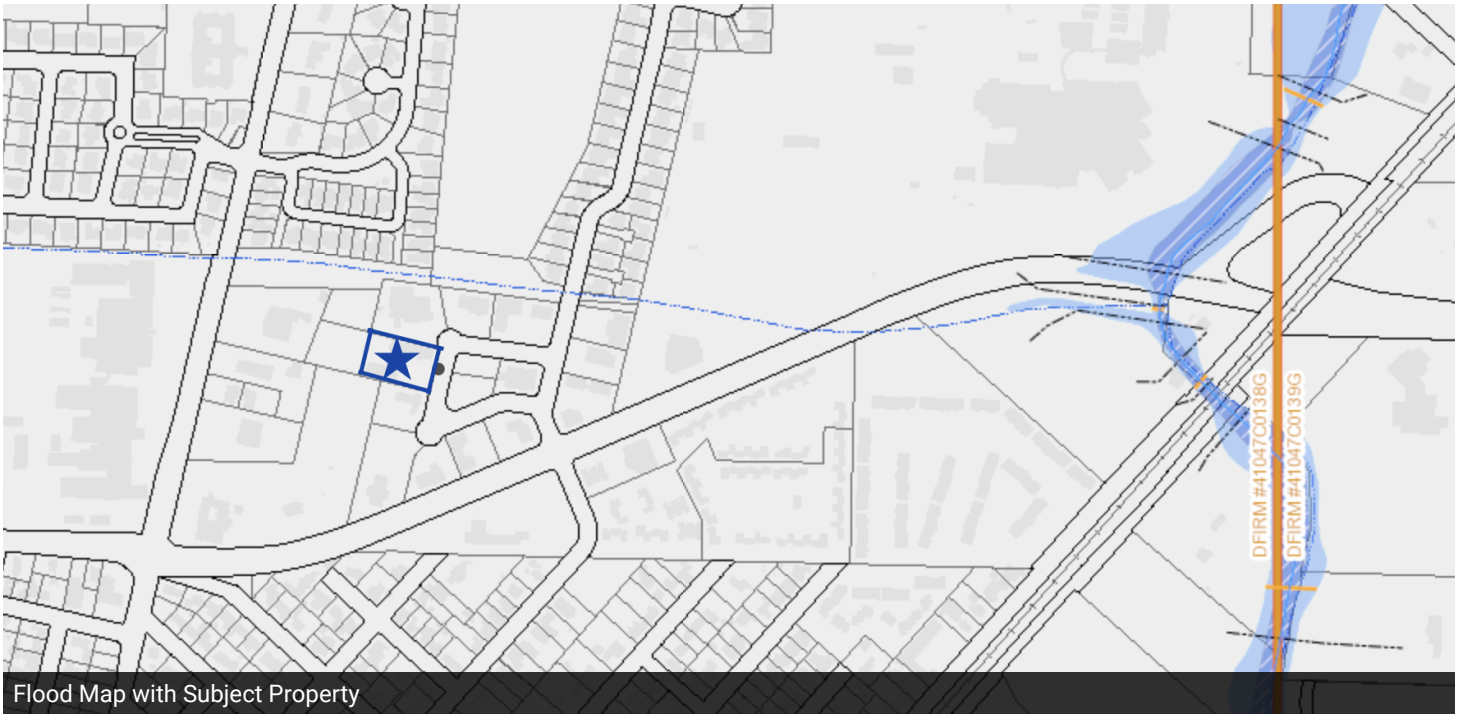 DFIRM #41047C0138G
DFIRM #41047C0139G
Flood Map with Subject Property